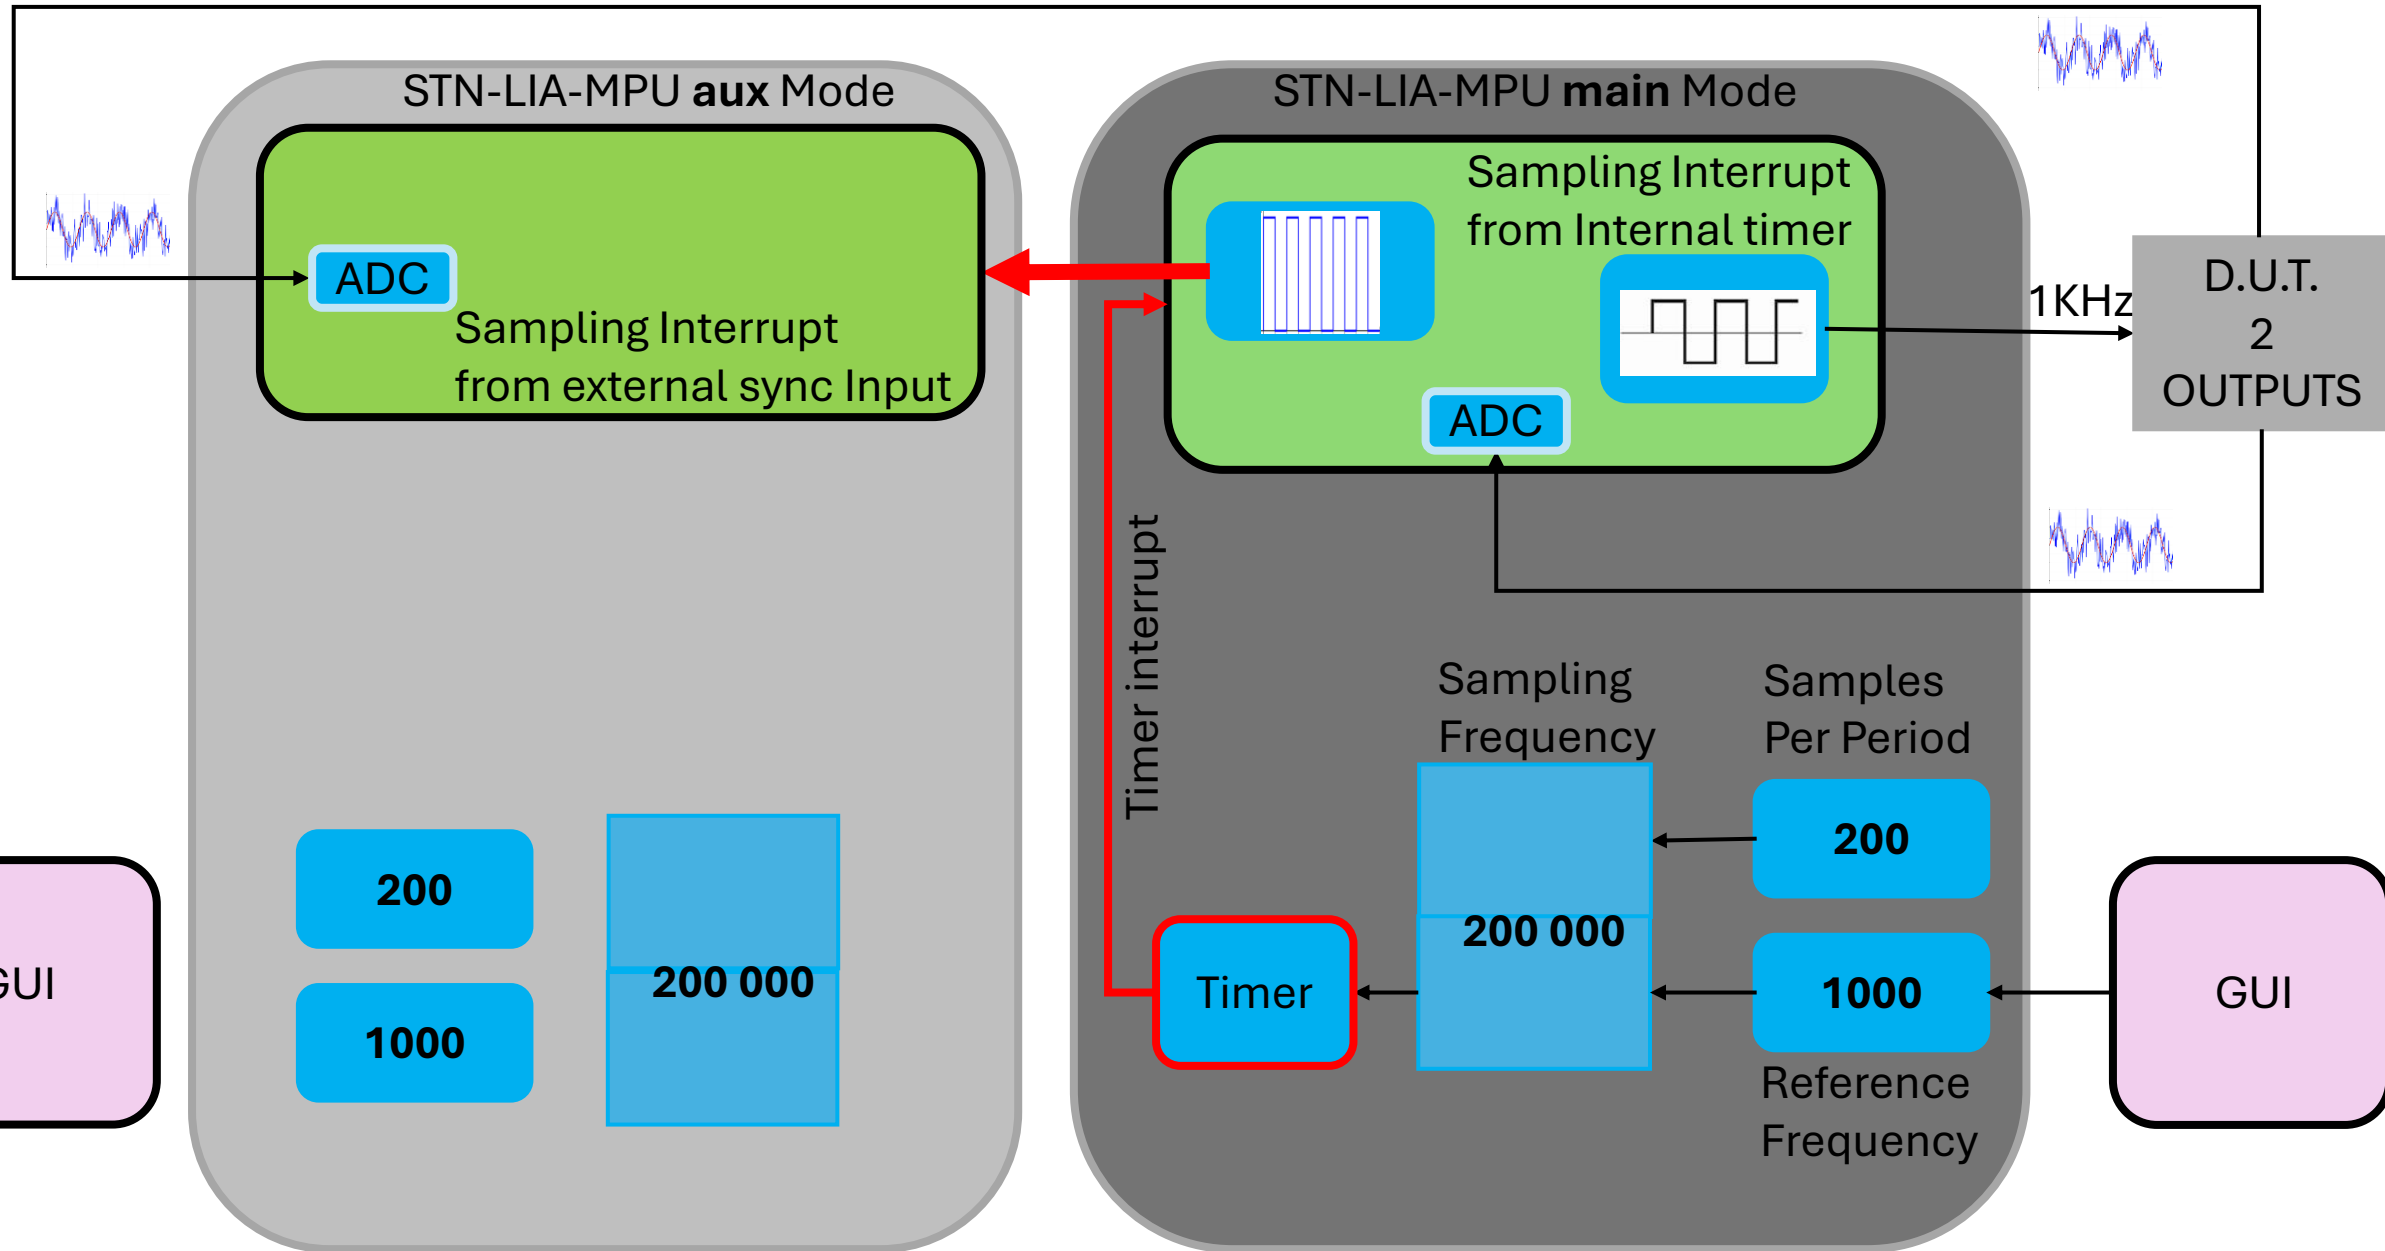 STN-LIA-MPU aux Mode
ADC
Sampling Interrupt
from external sync Input
200
1000
200 000
GUI
STN-LIA-MPU main Mode
Sampling Interrupt
from Internal timer
ADC
1KHz
D.U.T.
2
OUTPUTS
Timer interrupt
Sampling
Frequency
Samples
Per Period
200
200 000
1000
Timer
Reference
Frequency
GUI